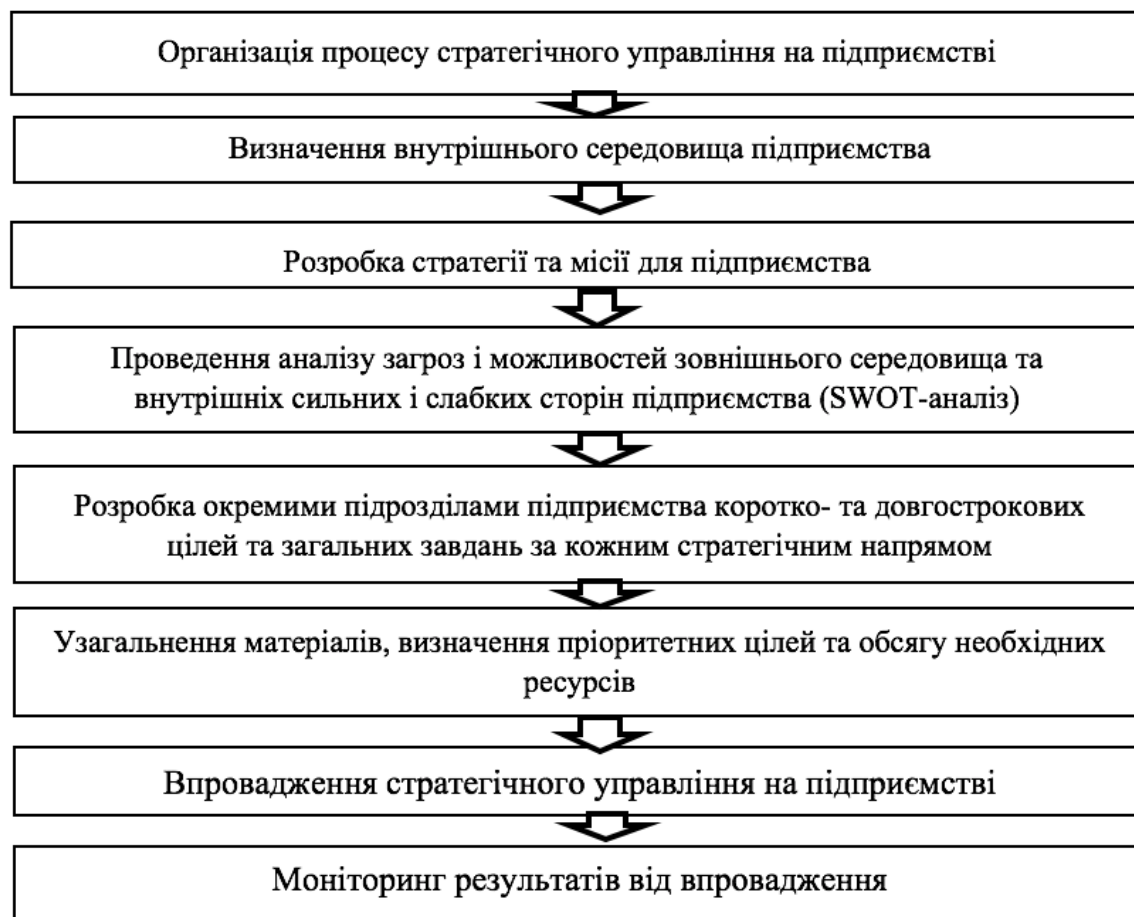 Організація процесу стратегічного управління на підприємстві
Визначення внутрішнього середовища підприємства
Розробка стратегії та місії для підприємства
Проведення аналізу загроз і можливостей зовнішнього середовища та
внутрішніх сильних і слабких сторін підприємства (SWOT-аналіз)
Розробка окремими підрозділами підприємства коротко- та довгострокових
цілей та загальних завдань за кожним стратегічним напрямом
Узагальнення матеріалів, визначення пріоритетних цілей та обсягу необхідних
ресурсів
Впровадження стратегічного управління на підприємстві
Моніторинг результатів від впровадження